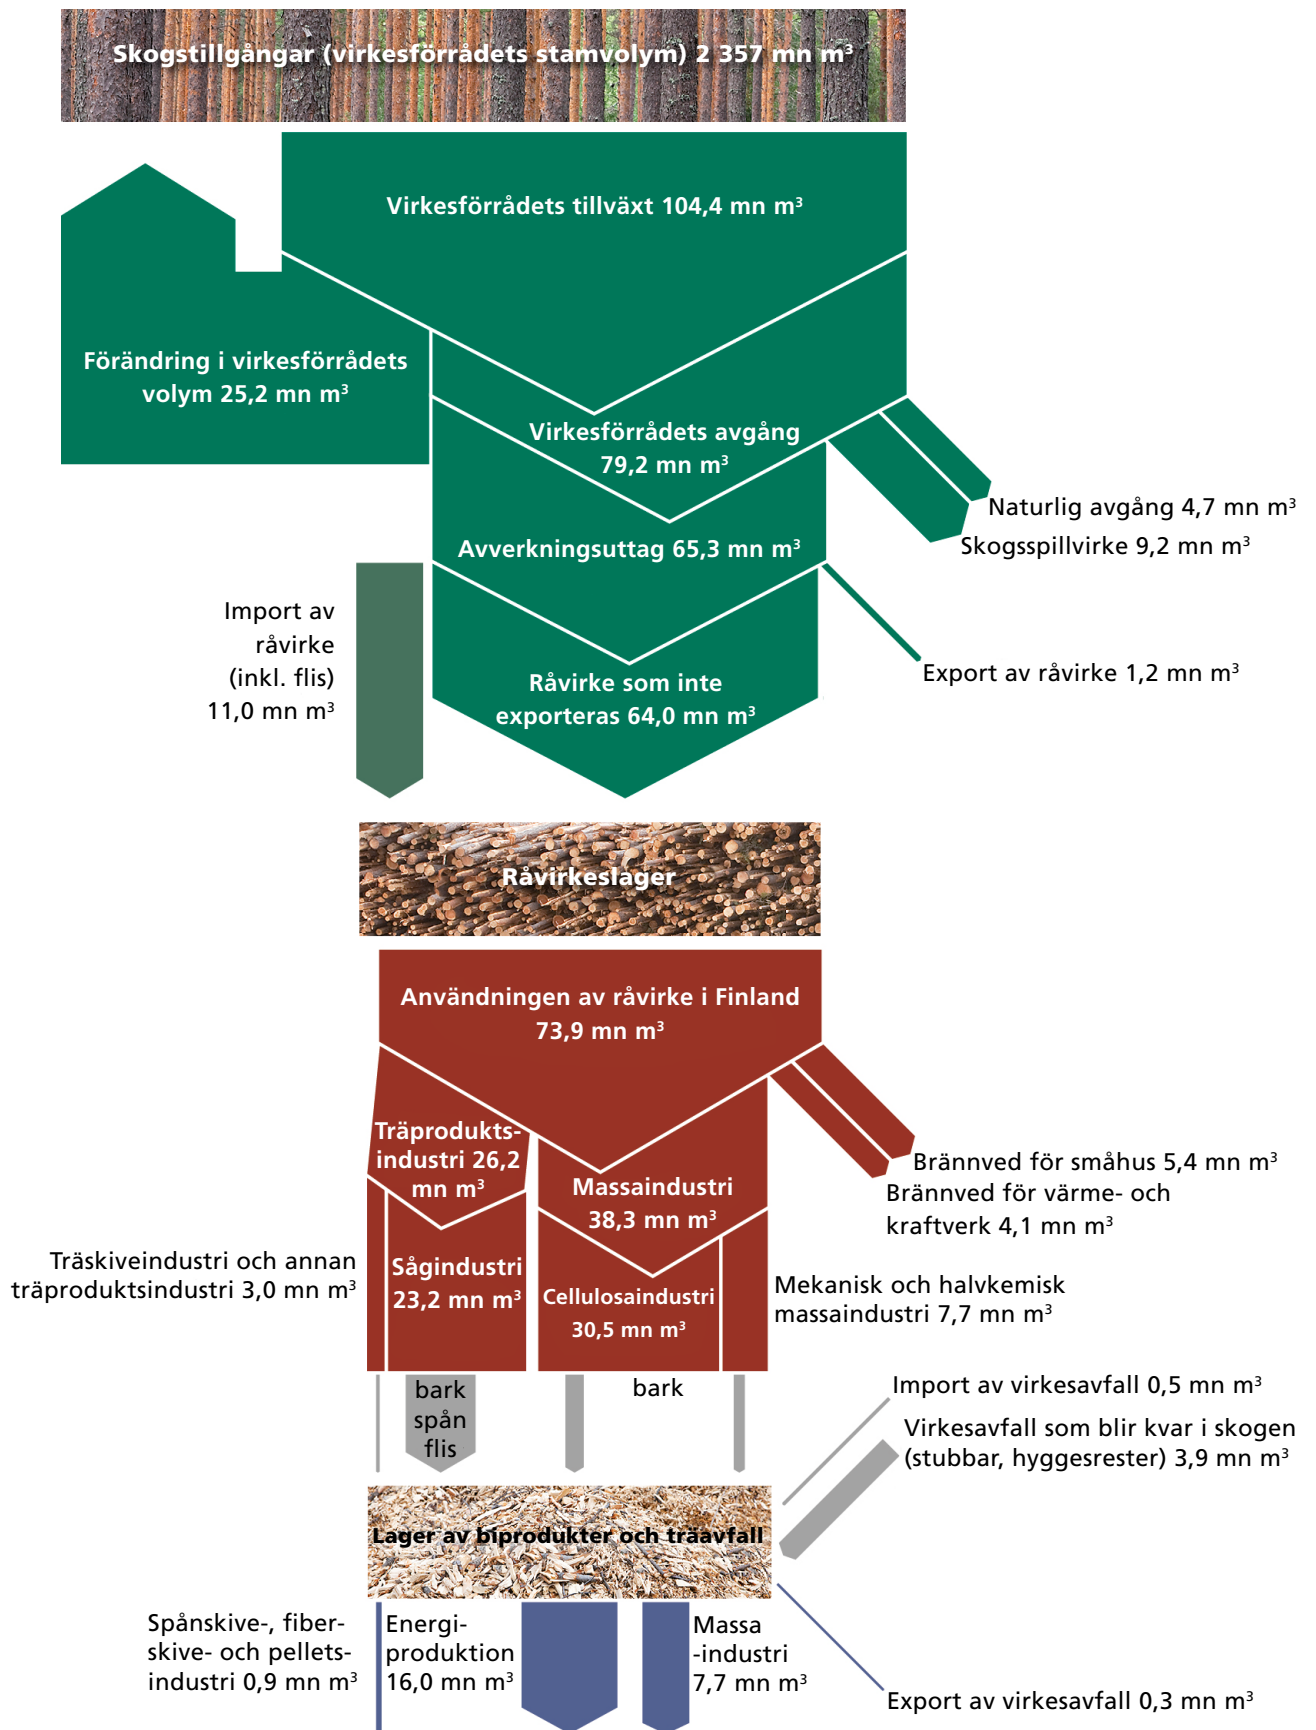 Skogstillgångar (virkesförrådets stamvolym) 2 357 mn m³
Virkesförrådets tillväxt 104,4 mn m³
Förändring i virkesförrådets
volym 25,2 mn m³
Virkesförrådets avgång
79,2 mn m³
Naturlig avgång 4,7 mn m³
Skogsspillvirke 9,2 mn m³
Avverkningsuttag 65,3 mn m³
Import av
råvirke
(inkl. flis)
11,0 mn m³
Export av råvirke 1,2 mn m³
Råvirke som inte
exporteras 64,0 mn m³
Råvirkeslager
Användningen av råvirke i Finland
73,9 mn m³
Träprodukts-
industri 26,2
mn m³
Massaindustri
38,3 mn m³
Brännved för småhus 5,4 mn m³
Brännved för värme- och
kraftverk 4,1 mn m³
Träskiveindustri och annan
träproduktsindustri 3,0 mn m³
Sågindustri
23,2 mn m³
Cellulosaindustri
30,5 mn m³
Mekanisk och halvkemisk
massaindustri 7,7 mn m³
bark
spån
flis
bark
Import av virkesavfall 0,5 mn m³
Virkesavfall som blir kvar i skogen
(stubbar, hyggesrester) 3,9 mn m³
Lager av biprodukter och träavfall
Spånskive-, fiber-
skive- och pellets-
industri 0,9 mn m³
Energi-
produktion
16,0 mn m³
Massa
-industri
7,7 mn m³
Export av virkesavfall 0,3 mn m³